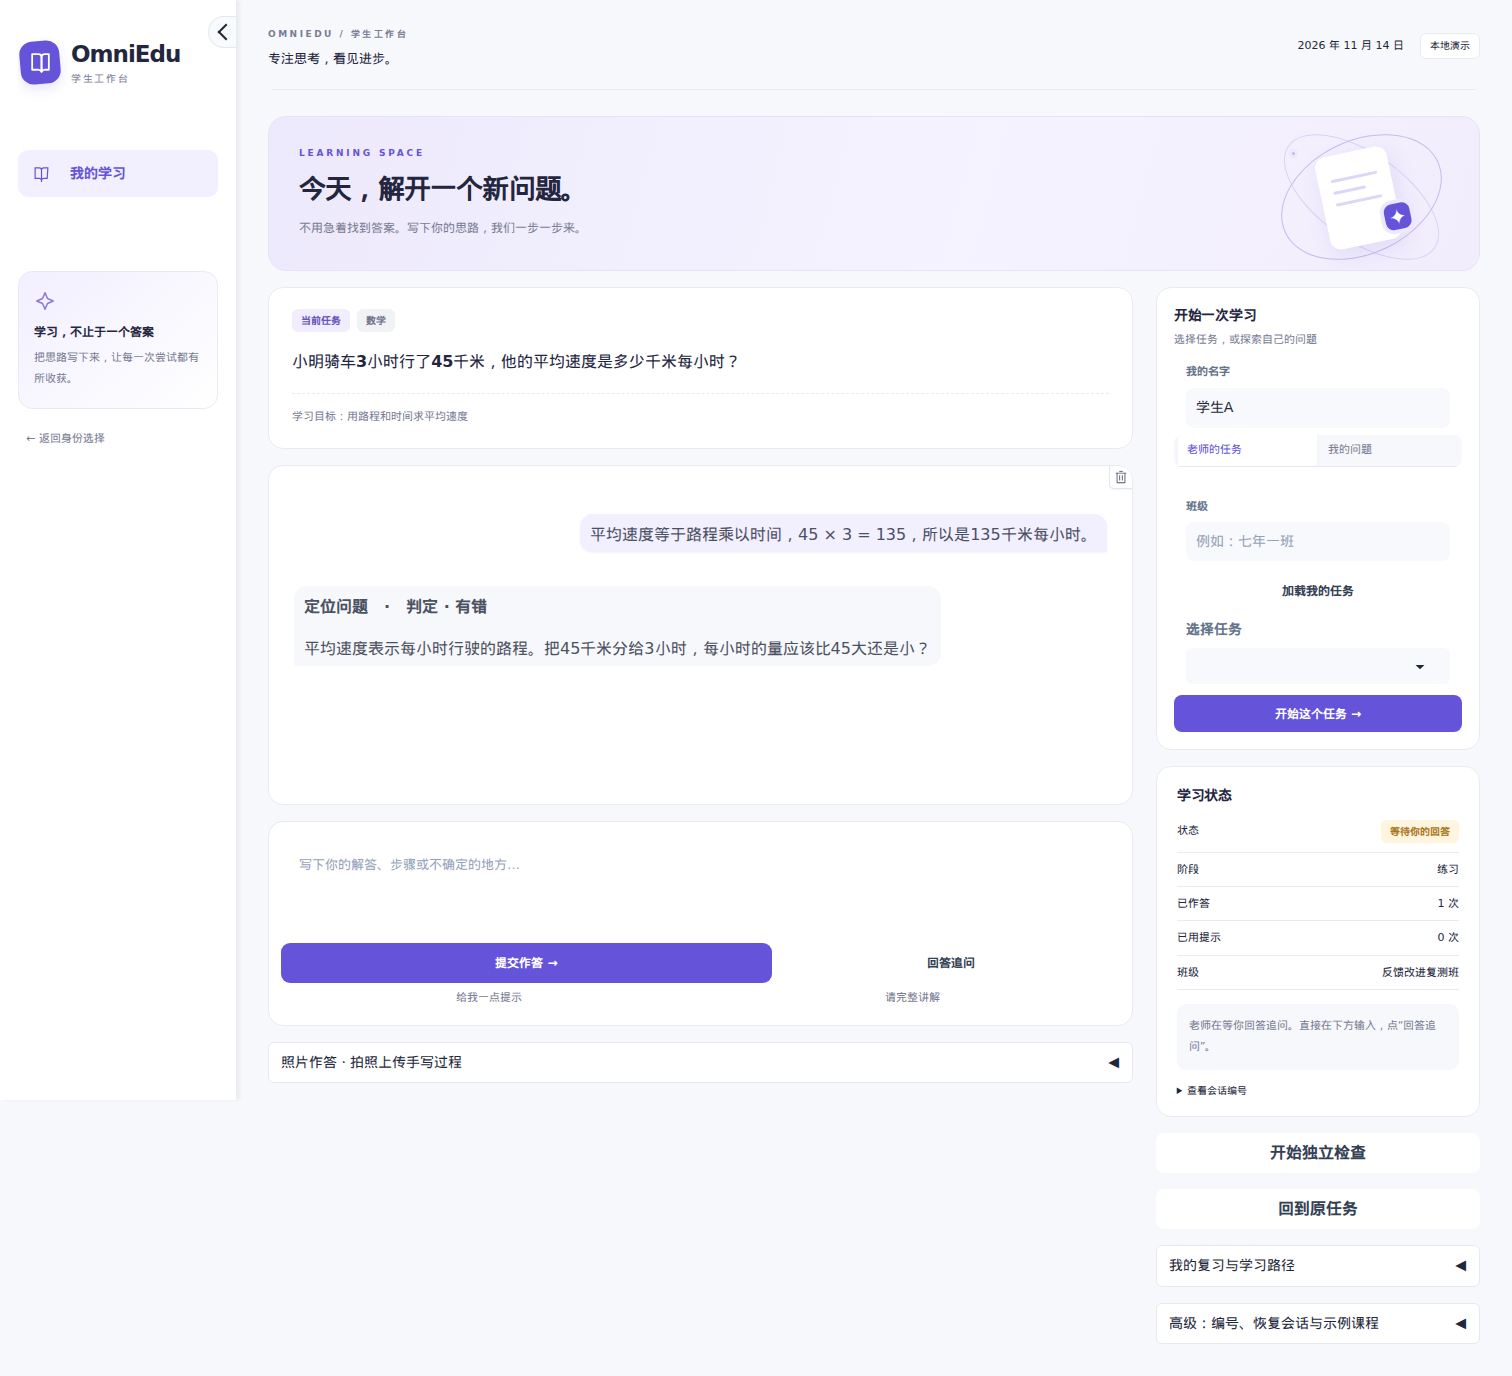 OmniEdu
学生工作台
我的学习
学习，不止于一个答案
把思路写下来，让每一次尝试都有
所收获。
← 返回身份选择
OMNIEDU / 学生工作台
专注思考，看见进步。
2026 年 11 月 14 日
本地演示
LEARNING SPACE
今天，解开一个新问题。
不用急着找到答案。写下你的思路，我们一步一步来。
当前任务 数学
小明骑车3小时行了45千米，他的平均速度是多少千米每小时？
学习目标：用路程和时间求平均速度
平均速度等于路程乘以时间，45 × 3 = 135，所以是135千米每小时。
定位问题 · 判定 · 有错
平均速度表示每小时行驶的路程。把45千米分给3小时，每小时的量应该比45大还是小？
写下你的解答、步骤或不确定的地方...
提交作答 → 回答追问
给我一点提示 请完整讲解
照片作答 · 拍照上传手写过程 ◀
开始一次学习
选择任务，或探索自己的问题
我的名字
学生A
老师的任务 我的问题
班级
例如：七年一班
加载我的任务
选择任务
开始这个任务 →
学习状态
状态 等待你的回答
阶段 练习
已作答 1 次
已用提示 0 次
班级 反馈改进复测班
老师在等你回答追问。直接在下方输入，点“回答追
问”。
▶ 查看会话编号
开始独立检查
回到原任务
我的复习与学习路径 ◀
高级：编号、恢复会话与示例课程 ◀